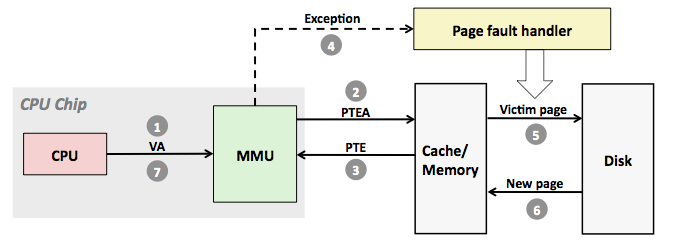 Exception
4
Page fault handler
CPU Chip
1
VA
7
CPU
MMU
2
PTEA
PTE
3
Cache/
Memory
Victim page
5
New page
6
Disk